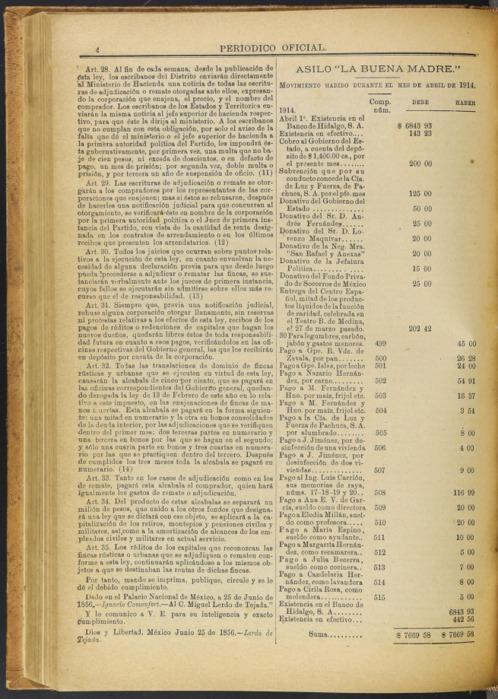 4
PERIODICO OFICIAL.
Art. 28. Al fin de cada semana, desde la publicación de
ésta ley, los escribanos del Distrito enviarán directamente
al Ministerio de Hacienda una noticia de todas las escritu-
ras de adjudicación ó remate otorgadas ante ellos, expresan-
do la corporación que enajena, el precio, y el nombre del
comprador. Los escribanos de los Estados y Territorios en-
viarán la misma noticia al jefe superior de hacienda respec-
tivo, para que éste la dirija al ministerio. A los escribanos
que no cumplan con esta obligación, por solo el aviso de la
falta que dé el ministerio ó el jefe superior de hacienda a
la primera autoridad política del Partido, les impondrá és-
ta gubernativamente, por primera vez, una multa que no ba-
je de cien pesos, ni exceda de doscientos, o en defecto de
pago, un mes de prisión; por segunda vez, doble multa o
prisión, y por tercera un año de suspensión de oficio. (11)
Art. 29. Las escrituras de adjudicación o remate se otor-
garán a los compradores por los representantes de las cor-
poraciones que enajenen; mas si éstos se rehusaren, después
de hacerles una notificación judicial para que concurran al
otorgamiento, se verificará éste en nombre de la corporación
por la primera autoridad política o el Juez de primera ins-
tancia del Partido, con vista de la cantidad de renta desig-
nada en los contratos de arrendamiento o en los últimos
recibos que presenten los arrendatarios. (12)
Art. 30. Todos los juicios que ocurran sobre puntos rela-
tivos a la ejecución de esta ley, en cuanto envuelvan la ne-
cesidad de alguna declaración previa para que desde luego
pueda procederse a adjudicar o rematar las fincas, se sus-
tanciarán verbalmente ante los jueces de primera instancia,
cuyos fallos se ejecutarán sin admitirse sobre ellos más re-
curso que el de responsabilidad. (13)
Art. 31. Siempre que, previa una notificación judicial,
rehuse alguna corporación otorgar llanamente, sin reservas
ni protestas relativas a los efectos de esta ley, recibos de los
pagos de réditos o redenciones de capitales que hagan los
nuevos dueños, quedarán libres éstos de toda responsabili-
dad futura en cuanto a esos pagos, verificándolos en las ofi-
cinas respectivas del Gobierno general, las que los recibirán
en depósito por cuenta de la corporación.
Art. 32. Todas las translaciones de dominio de fincas
rústicas y urbanas que se ejecuten en virtud de esta ley,
causarán la alcabala de cinco por ciento, que se pagará en
las oficinas correspondientes del Gobierno general, quedan-
do derogada la ley de 13 de Febrero de este año en lo rela-
tivo a este impuesto, en las enajenaciones de fincas de ma-
nos muertas. Esta alcabala se pagará en la forma siguien-
te: una mitad en numerario y la otra en bonos consolidados
de la deuda interior, por las adjudicaciones que se verifiquen
dentro del primer mes: dos terceras partes en numerario y
una tercera en bonos por las que se hagan en el segundo;
y sólo una cuarta parte en bonos y tres cuartas en numera-
rio por las que se practiquen dentro del tercero. Después
de cumplidos los tres meses toda la alcabala se pagará en
numerario. (14)
Art. 33. Tanto en los casos de adjudicación como en los
de remate, pagará esta alcabala el comprador, quien hará
igualmente los gastos de remate o adjudicación.
Art. 34. Del producto de estas alcabalas se separará un
millón de pesos, que unido a los otros fondos que designa-
rá una ley que se dictará con ese objeto, se aplicará a la ca-
pitalización de los retiros, montepíos y pensiones civiles y
militares, así como a la amortización de alcances de los em-
pleados civiles y militares en actual servicio.
Art. 35. Los réditos de los capitales que reconozcan las
fincas rústicas o urbanas que se adjudiquen o rematen con-
forme a esta ley, continuarán aplicándose a los mismos ob-
jetos a que se destinaban las rentas de dichas fincas.
Por tanto, mando se imprima, publique, circule y se le
dé el debido cumplimiento.
Dado en el Palacio Nacional de México, a 25 de Junio de
1856.—Ignacio Comonfort.—Al C. Miguel Lerdo de Tejada."
Y lo comunico a V. E. para su inteligencia y exacto
cumplimiento.
Dios y Libertad. México Junio 25 de 1856.—Lerdo de
Tejada.
ASILO "LA BUENA MADRE."
MOVIMIENTO HABIDO DURANTE EL MES DE ABRIL DE 1914.
Comp. núm. DEBE HABER
1914.
Abril 1º. Existencia en el
Banco de Hidalgo, S. A. $ 6843 93
Existencia en efectivo... 143 23
Cobro al Gobierno del Es-
tado, a cuenta del depó-
sito de $ 1,400.00 cs., por
el presente mes....... 200 00
Subvención que por su
conducto concede la Cía.
de Luz y Fuerza, de Pa-
chuca, S. A. por el pte. mes 125 00
Donativo del Gobierno del
Estado 50 00
Donativo del Sr. D. An-
drés Fernández...... 25 00
Donativo del Sr. D. Lo-
renzo Maquívar...... 20 00
Donativo de la Neg. Mra.
"San Rafael y Anexas" 20 00
Donativo de la Jefatura
Política 15 00
Donativo del Fondo Priva-
do de Socorros de México 25 00
Entrega del Centro Espa-
ñol, mitad de los produc-
tos líquidos de la función
de caridad, celebrada en
el Teatro B. de Medina,
el 27 de marzo pasado. 202 42
30 Para legumbres, carbón,
jabón y gastos menores. 499 45 00
Pago a Gpe. R. Vda. de
Zavala, por pan 500 26 28
Pago a Gpe. Isles, por leche 501 24 00
Pago a Nazario Hernán-
dez, por carne 502 54 91
Pago a M. Fernández y
Hno. por maíz, frijol etc. 503 16 37
Pago a M. Fernández y
Hno. por maíz, frijol etc. 504 3 54
Pago a la Cía. de Luz y
Fuerza de Pachuca, S. A.
por alumbrado 505 8 00
Pago a J. Jiménez, por de-
sinfección de una vivienda 506 4 00
Pago a J. Jiménez, por
desinfección de dos vi-
viendas 507 9 00
Pago al Ing. Luis Carrión,
sus memorias de raya,
núms. 17-18-19 y 20.. 508 116 99
Pago a Ana E. V. de Gar-
cía, sueldo como directora 509 20 00
Pago a Elodia Millán, suel-
do como profesora 510 20 00
Pago a María Espino,
sueldo como ayudante.. 511 10 00
Pago a Margarita Hernán-
dez, como recamarera.. 512 5 00
Pago a Julia Becerra,
sueldo como cocinera.. 513 7 00
Pago a Candelaria Her-
nández, como lavandera 514 8 00
Pago a Cirila Rosa, como
molendera 515 5 00
Existencia en el Banco de
Hidalgo, S. A. 6843 93
Existencia en efectivo... 442 56
Suma.......... $ 7669 58 $ 7669 58